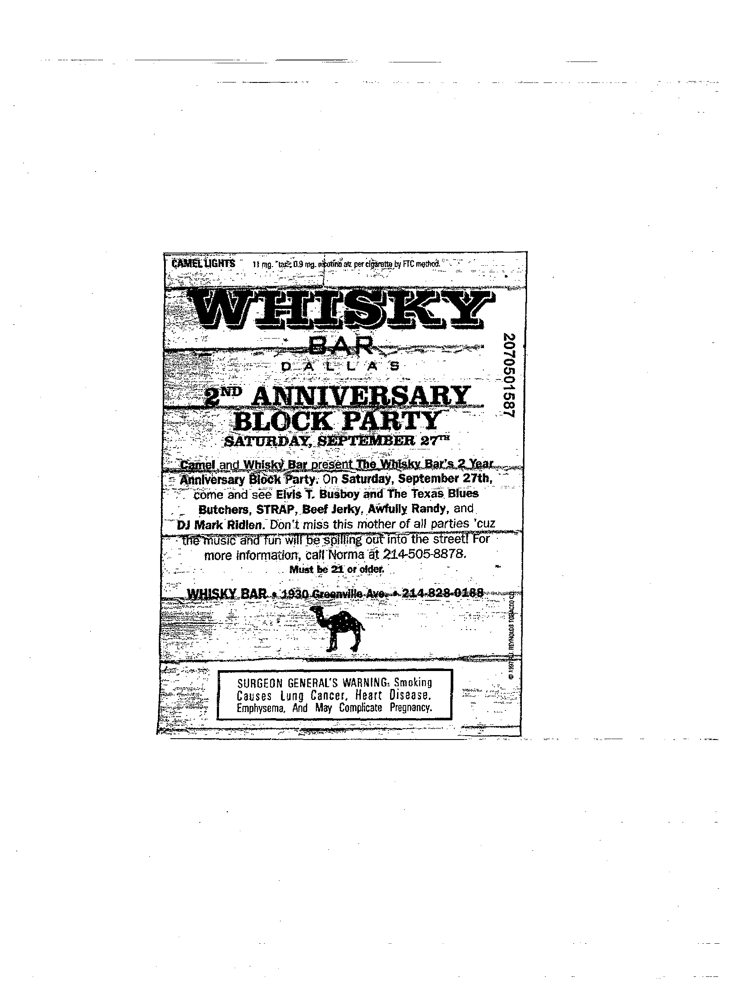 CAMEL LIGHTS 11 mg. "tar", 0.9 mg. nicotine av. per cigarette by FTC method.
WHISKY
BAR
DALLAS
2ND ANNIVERSARY
BLOCK PARTY
SATURDAY, SEPTEMBER 27TH
Camel and Whisky Bar present The Whisky Bar's 2 Year
Anniversary Block Party. On Saturday, September 27th,
come and see Elvis T. Busboy and The Texas Blues
Butchers, STRAP, Beef Jerky, Awfully Randy, and
DJ Mark Ridlen. Don't miss this mother of all parties 'cuz
the music and fun will be spilling out into the street! For
more information, call Norma at 214-505-8878.
Must be 21 or older.
WHISKY BAR • 1930 Greenville Ave. • 214-828-0188
SURGEON GENERAL'S WARNING: Smoking
Causes Lung Cancer, Heart Disease,
Emphysema, And May Complicate Pregnancy.
2070501587
REYNOLDS TOBACCO CO.